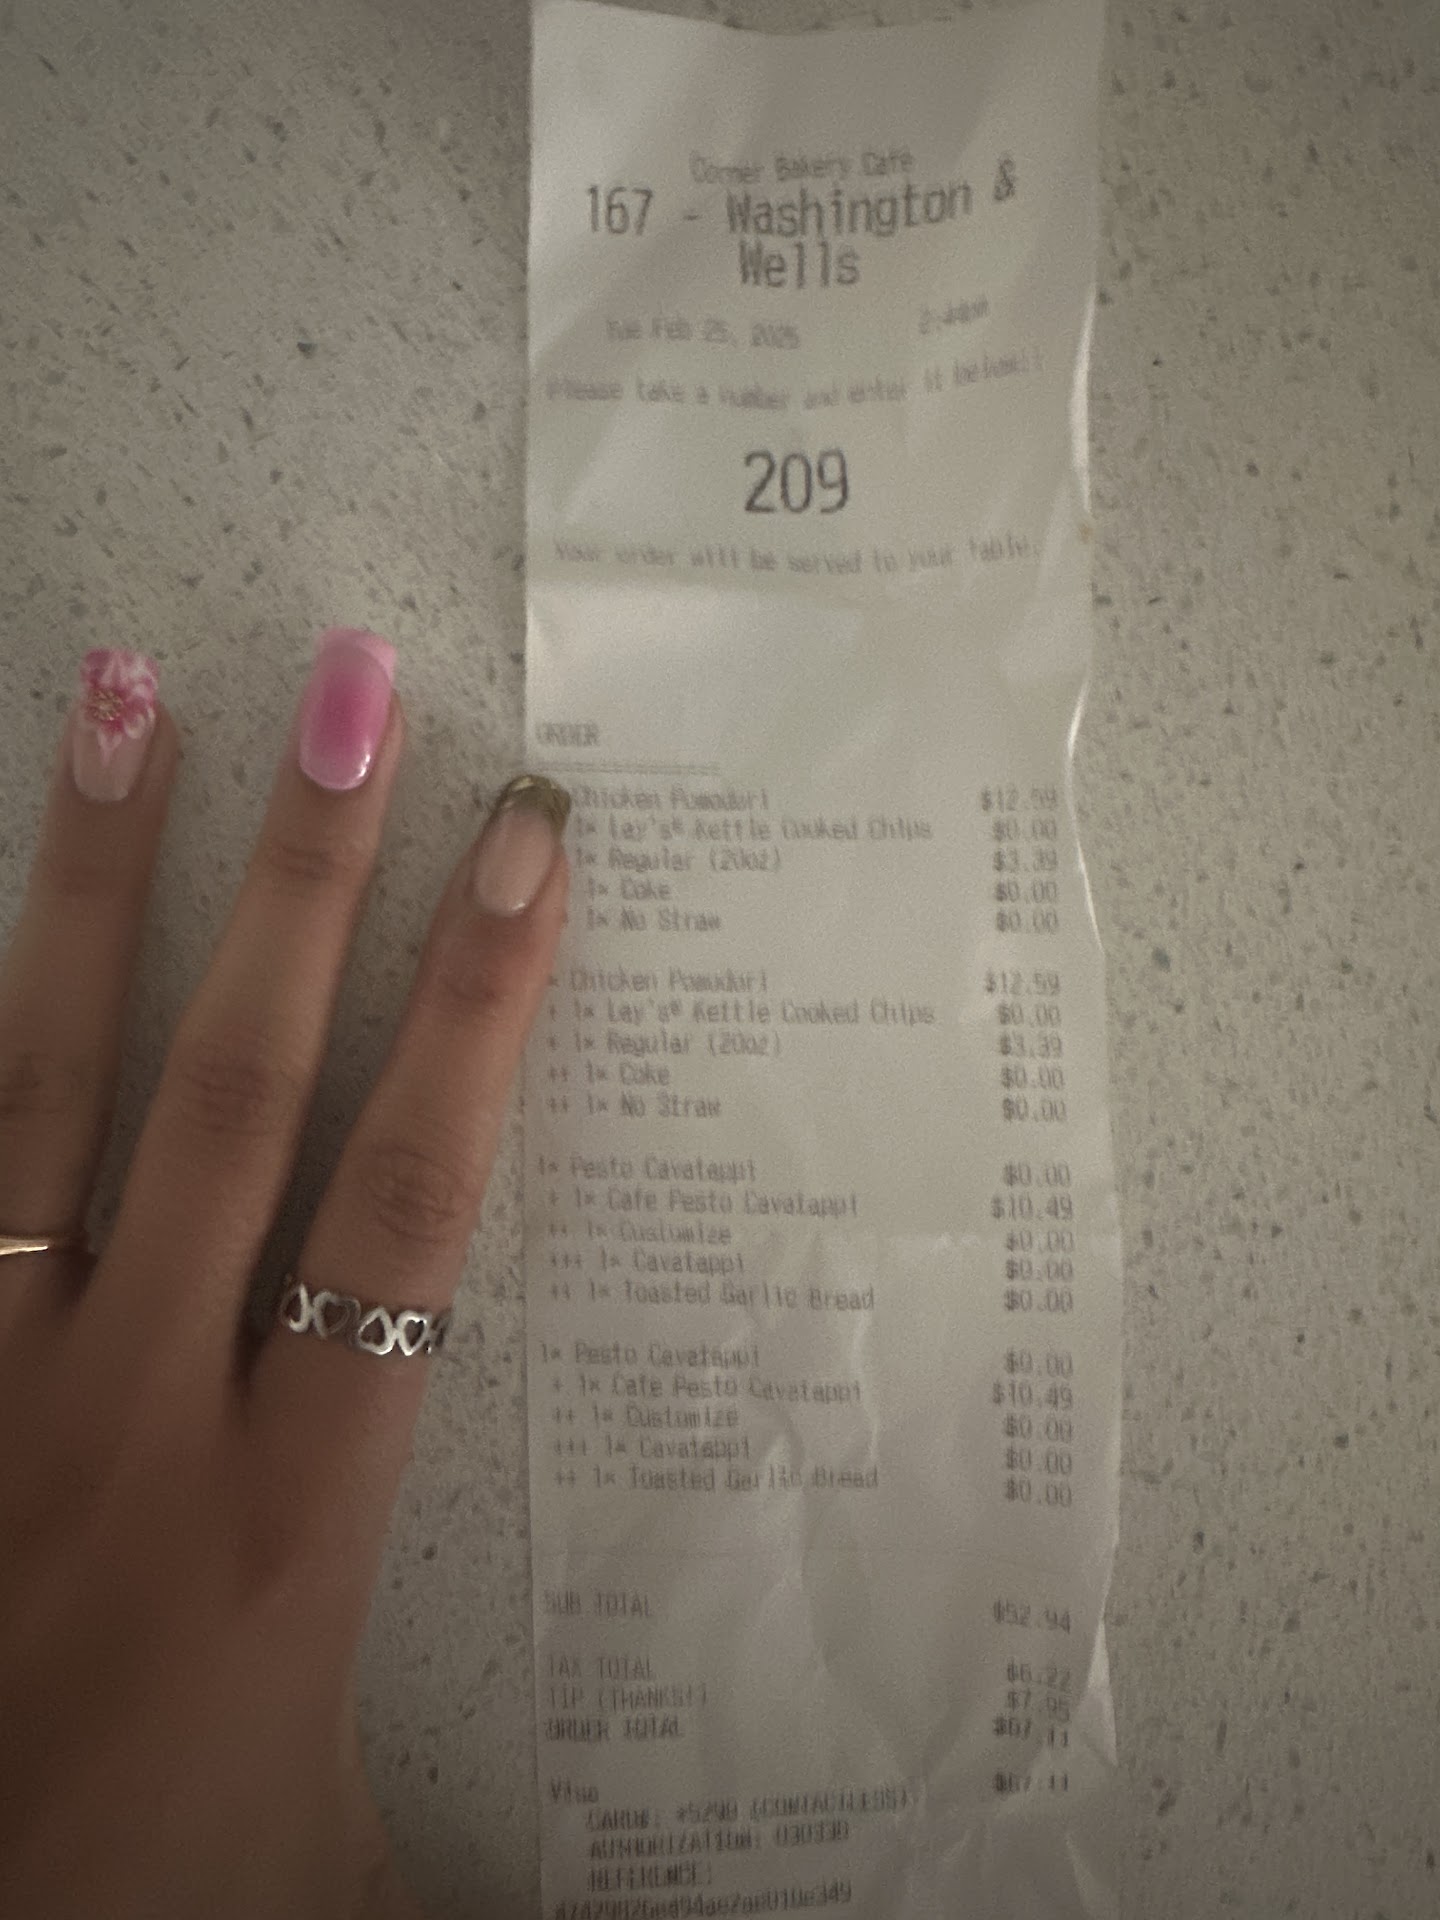 Corner Bakery Cafe
167 - Washington &
Wells
Tue Feb 25, 2025
Please take a number and enter it below!!
209
Your order will be served to your table.
ORDER
Chicken Pomodori $12.59
1x Lay's® Kettle Cooked Chips $0.00
1x Regular (20oz) $3.39
1x Coke $0.00
1x No Straw $0.00
x Chicken Pomodori $12.59
+ 1x Lay's® Kettle Cooked Chips $0.00
+ 1x Regular (20oz) $3.39
++ 1x Coke $0.00
++ 1x No Straw $0.00
1x Pesto Cavatappi $0.00
+ 1x Cafe Pesto Cavatappi $10.49
++ 1x Customize $0.00
+++ 1x Cavatappi $0.00
++ 1x Toasted Garlic Bread $0.00
1x Pesto Cavatappi $0.00
+ 1x Cafe Pesto Cavatappi $10.49
++ 1x Customize $0.00
+++ 1x Cavatappi $0.00
++ 1x Toasted Garlic Bread $0.00
SUB TOTAL $52.94
TAX TOTAL $6.22
TIP (THANKS!) $7.95
ORDER TOTAL $67.11
Visa $67.11
CARD#: *5299 (CONTACTLESS)
AUTHORIZATION: 030330
REFERENCE: